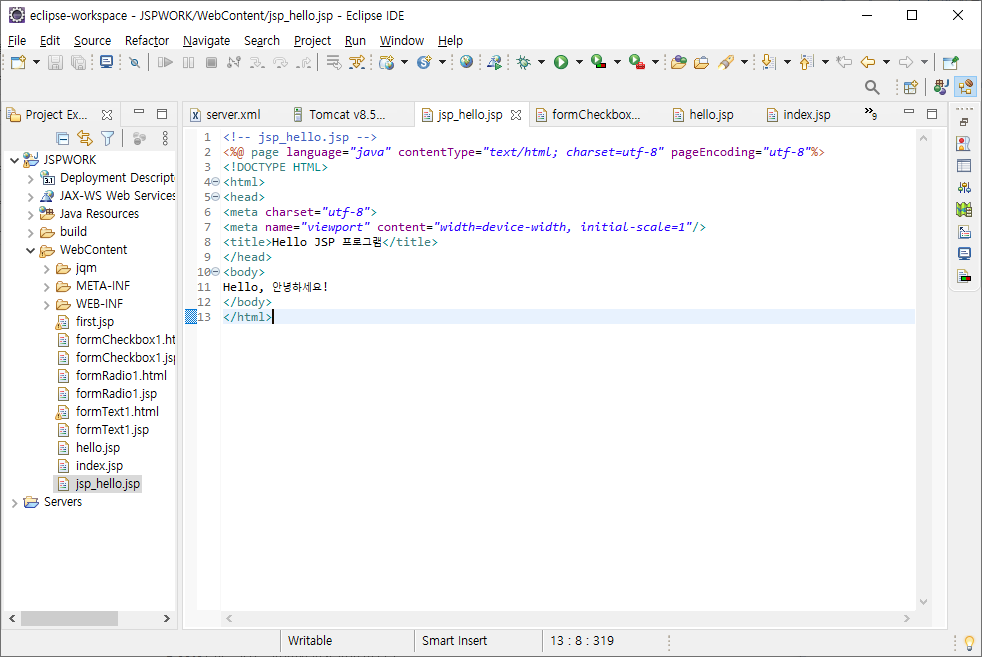 eclipse-workspace - JSPWORK/WebContent/jsp_hello.jsp - Eclipse IDE
File Edit Source Refactor Navigate Search Project Run Window Help
Project Ex...
JSPWORK
Deployment Descript
JAX-WS Web Services
Java Resources
build
WebContent
jqm
META-INF
WEB-INF
first.jsp
formCheckbox1.ht
formCheckbox1.jsp
formRadio1.html
formRadio1.jsp
formText1.html
formText1.jsp
hello.jsp
index.jsp
jsp_hello.jsp
Servers
server.xml Tomcat v8.5... jsp_hello.jsp formCheckbox... hello.jsp index.jsp »9
1 <!-- jsp_hello.jsp -->
2 <%@ page language="java" contentType="text/html; charset=utf-8" pageEncoding="utf-8"%>
3 <!DOCTYPE HTML>
4 <html>
5 <head>
6 <meta charset="utf-8">
7 <meta name="viewport" content="width=device-width, initial-scale=1"/>
8 <title>Hello JSP 프로그램</title>
9 </head>
10 <body>
11 Hello, 안녕하세요!
12 </body>
13 </html>
Writable Smart Insert 13 : 8 : 319